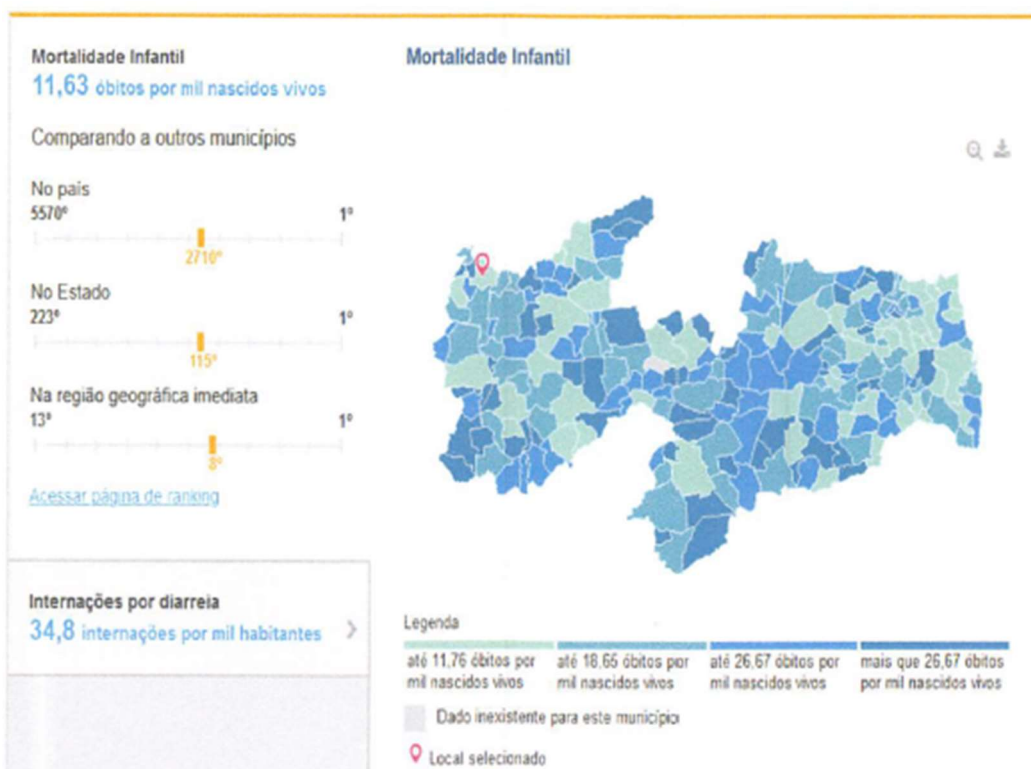 Mortalidade Infantil
11,63 óbitos por mil nascidos vivos
Comparando a outros municípios
No país
5570º 1º
2710º
No Estado
223º 1º
115º
Na região geográfica imediata
13º 1º
8º
Acessar página de ranking
Internações por diarreia
34,8 internações por mil habitantes
Mortalidade Infantil
Legenda
até 11,76 óbitos por
mil nascidos vivos
até 18,65 óbitos por
mil nascidos vivos
até 26,67 óbitos por
mil nascidos vivos
mais que 26,67 óbitos
por mil nascidos vivos
Dado inexistente para este município
Local selecionado